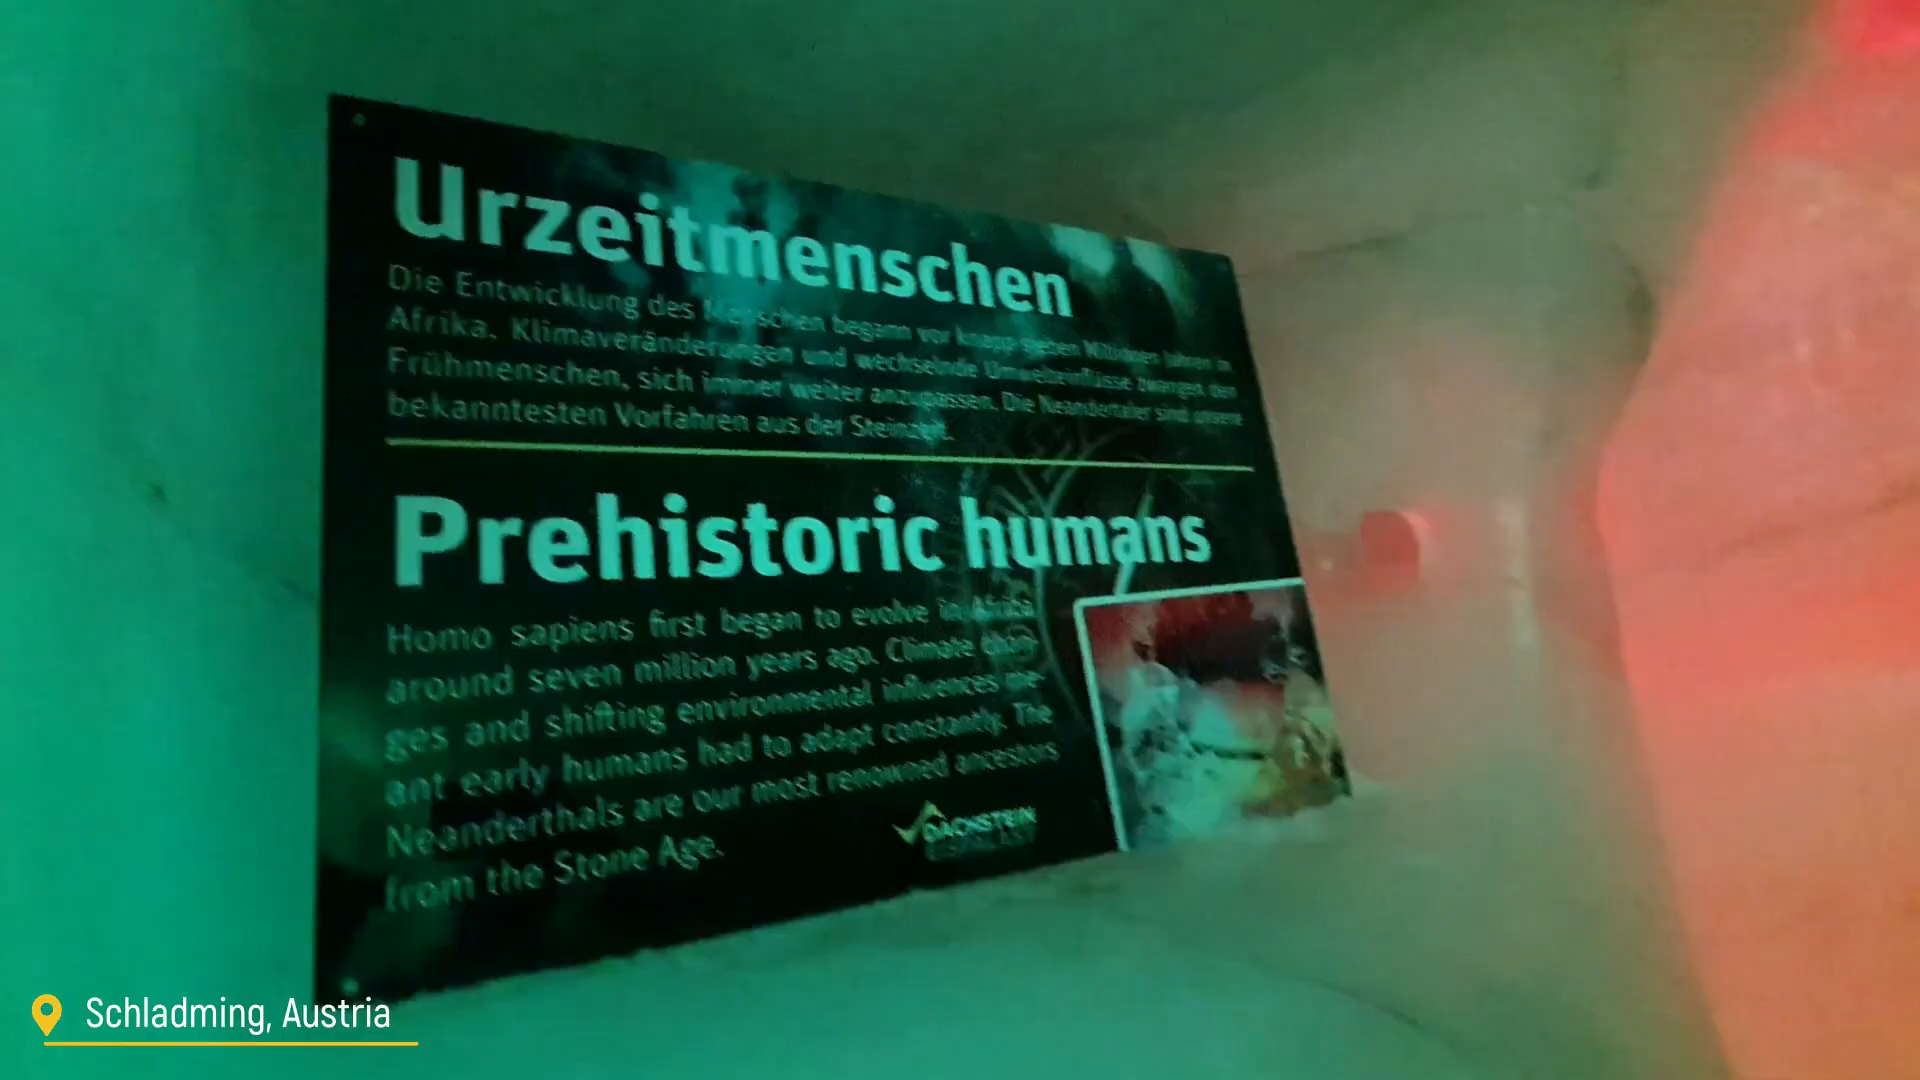 Urzeitmenschen
Die Entwicklung des Menschen begann vor knapp sieben Millionen Jahren in
Afrika. Klimaveränderungen und wechselnde Umwelteinflüsse zwangen den
Frühmenschen, sich immer weiter anzupassen. Die Neandertaler sind unsere
bekanntesten Vorfahren aus der Steinzeit.
Prehistoric humans
Homo sapiens first began to evolve in Africa
around seven million years ago. Climate chan-
ges and shifting environmental influences me-
ant early humans had to adapt constantly. The
Neanderthals are our most renowned ancestors
from the Stone Age.
DACHSTEIN
Schladming, Austria